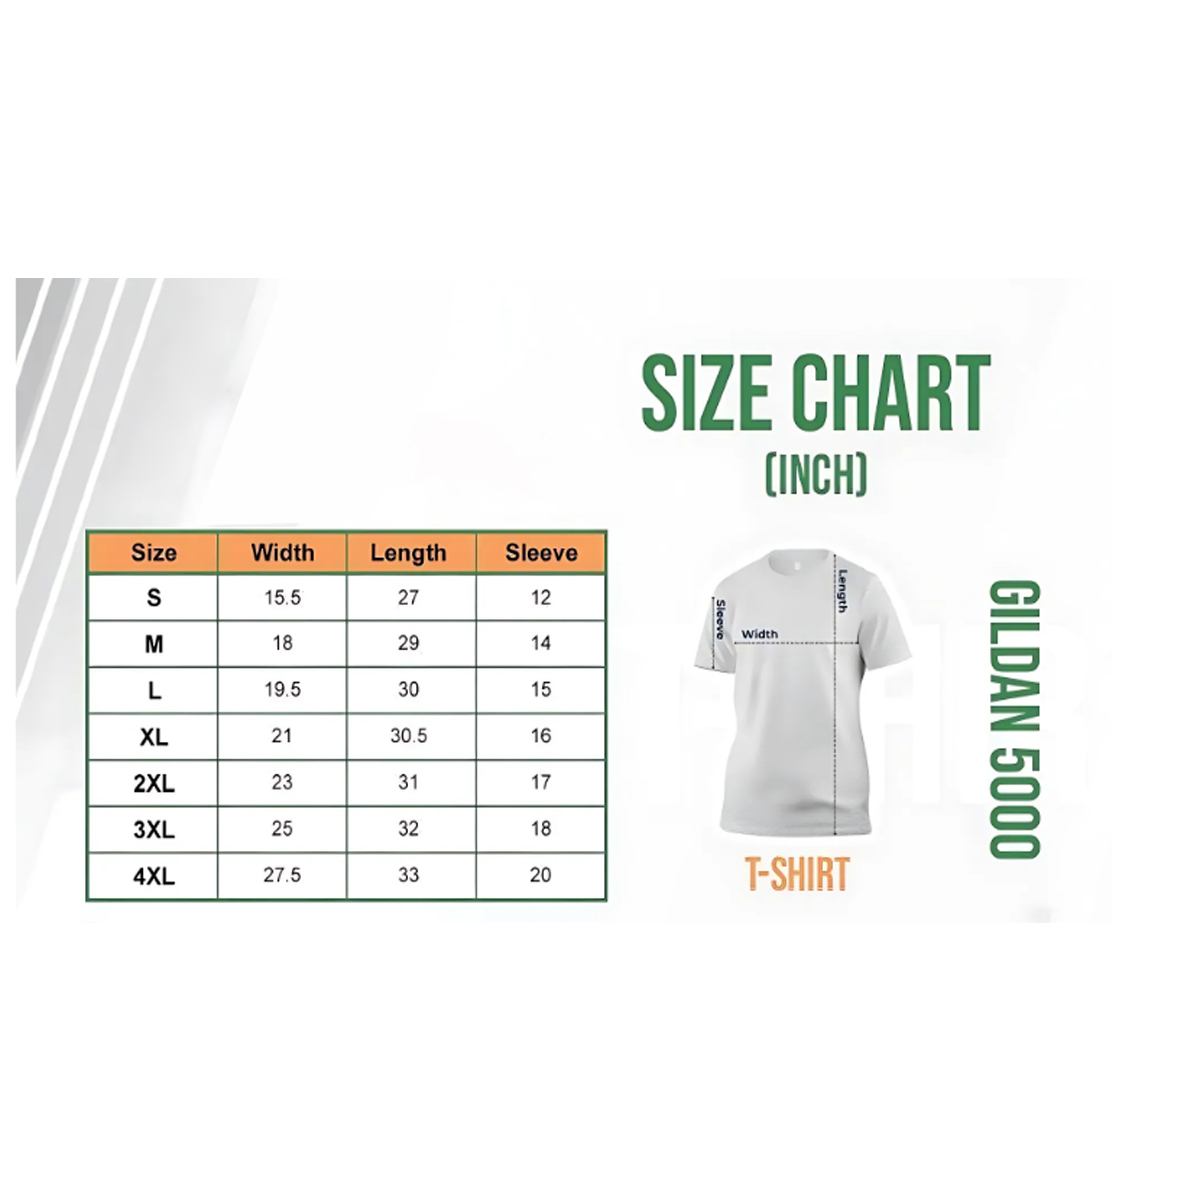 SIZE CHART
(INCH)
Size Width Length Sleeve
S 15.5 27 12
M 18 29 14
L 19.5 30 15
XL 21 30.5 16
2XL 23 31 17
3XL 25 32 18
4XL 27.5 33 20
Sleeve
Width
Length
T-SHIRT
GILDAN 5000